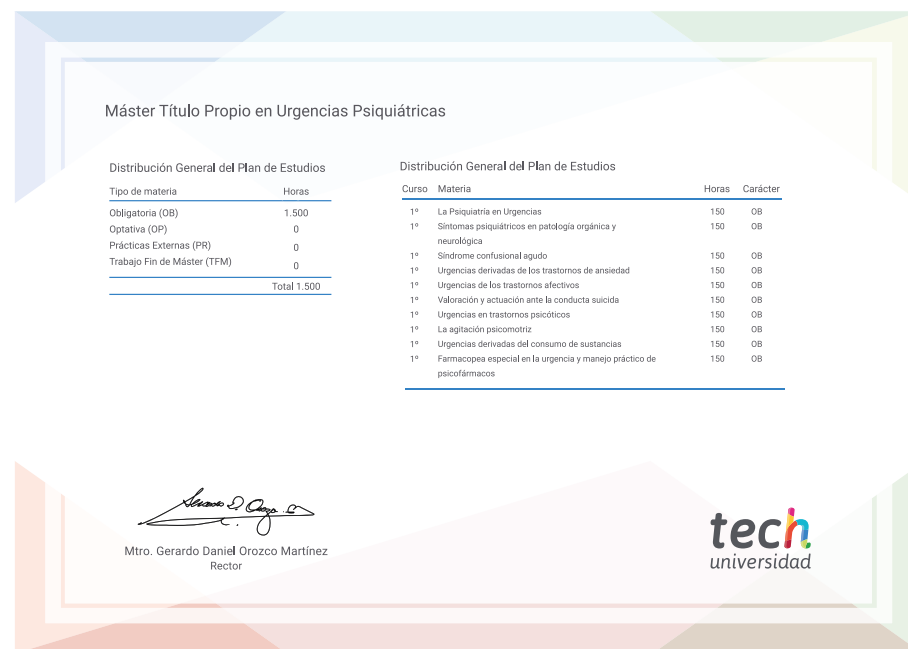 Máster Título Propio en Urgencias Psiquiátricas
Distribución General del Plan de Estudios
Tipo de materia Horas
Obligatoria (OB) 1.500
Optativa (OP) 0
Prácticas Externas (PR) 0
Trabajo Fin de Máster (TFM) 0
Total 1.500
Distribución General del Plan de Estudios
Curso Materia Horas Carácter
1º La Psiquiatría en Urgencias 150 OB
1º Síntomas psiquiátricos en patología orgánica y 150 OB
neurológica
1º Síndrome confusional agudo 150 OB
1º Urgencias derivadas de los trastornos de ansiedad 150 OB
1º Urgencias de los trastornos afectivos 150 OB
1º Valoración y actuación ante la conducta suicida 150 OB
1º Urgencias en trastornos psicóticos 150 OB
1º La agitación psicomotriz 150 OB
1º Urgencias derivadas del consumo de sustancias 150 OB
1º Farmacopea especial en la urgencia y manejo práctico de 150 OB
psicofármacos
Mtro. Gerardo Daniel Orozco Martínez
Rector
tech
universidad